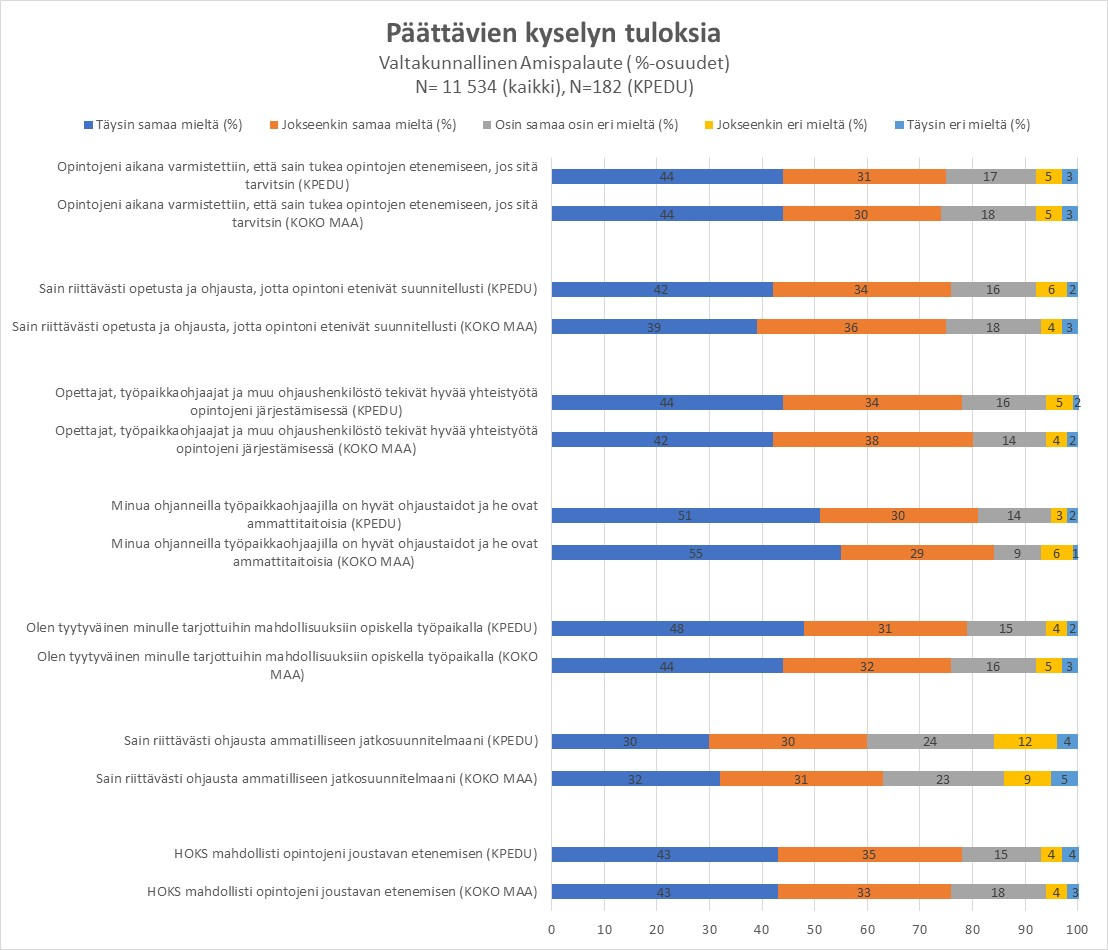 Päättävien kyselyn tuloksia
Valtakunnallinen Amispalaute ( %-osuudet)
N= 11 534 (kaikki), N=182 (KPEDU)
Täysin samaa mieltä (%) Jokseenkin samaa mieltä (%) Osin samaa osin eri mieltä (%) Jokseenkin eri mieltä (%) Täysin eri mieltä (%)
Opintojeni aikana varmistettiin, että sain tukea opintojen etenemiseen, jos sitä
tarvitsin (KPEDU)
44 31 17 5 3
Opintojeni aikana varmistettiin, että sain tukea opintojen etenemiseen, jos sitä
tarvitsin (KOKO MAA)
44 30 18 5 3
Sain riittävästi opetusta ja ohjausta, jotta opintoni etenivät suunnitellusti (KPEDU)
42 34 16 6 2
Sain riittävästi opetusta ja ohjausta, jotta opintoni etenivät suunnitellusti (KOKO MAA)
39 36 18 4 3
Opettajat, työpaikkaohjaajat ja muu ohjaushenkilöstö tekivät hyvää yhteistyötä
opintojeni järjestämisessä (KPEDU)
44 34 16 5 2
Opettajat, työpaikkaohjaajat ja muu ohjaushenkilöstö tekivät hyvää yhteistyötä
opintojeni järjestämisessä (KOKO MAA)
42 38 14 4 2
Minua ohjanneilla työpaikkaohjaajilla on hyvät ohjaustaidot ja he ovat
ammattitaitoisia (KPEDU)
51 30 14 3 2
Minua ohjanneilla työpaikkaohjaajilla on hyvät ohjaustaidot ja he ovat
ammattitaitoisia (KOKO MAA)
55 29 9 6 1
Olen tyytyväinen minulle tarjottuihin mahdollisuuksiin opiskella työpaikalla (KPEDU)
48 31 15 4 2
Olen tyytyväinen minulle tarjottuihin mahdollisuuksiin opiskella työpaikalla (KOKO
MAA)
44 32 16 5 3
Sain riittävästi ohjausta ammatilliseen jatkosuunnitelmaani (KPEDU)
30 30 24 12 4
Sain riittävästi ohjausta ammatilliseen jatkosuunnitelmaani (KOKO MAA)
32 31 23 9 5
HOKS mahdollisti opintojeni joustavan etenemisen (KPEDU)
43 35 15 4 4
HOKS mahdollisti opintojeni joustavan etenemisen (KOKO MAA)
43 33 18 4 3
0 10 20 30 40 50 60 70 80 90 100